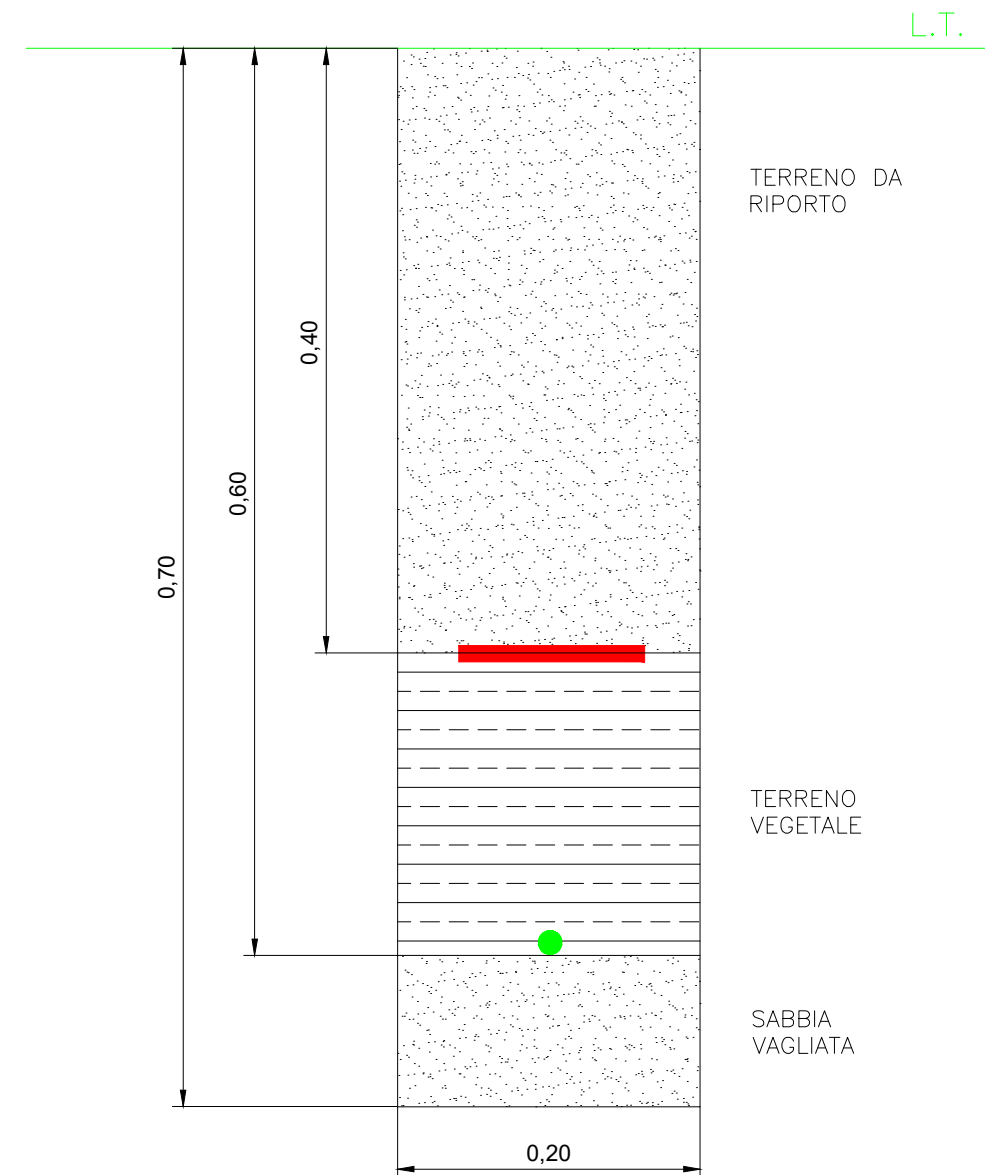 L.T.
TERRENO DA
RIPORTO
0,40
0,60
0,70
TERRENO
VEGETALE
SABBIA
VAGLIATA
0,20